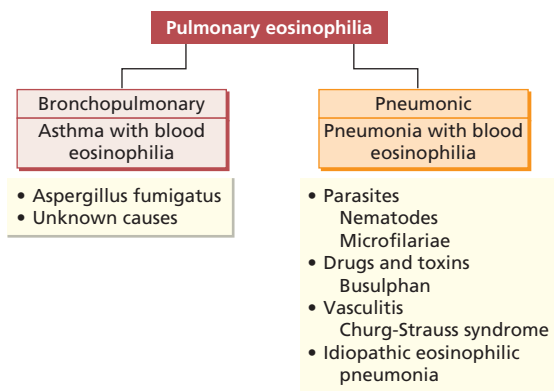 Pulmonary eosinophilia
Bronchopulmonary
Asthma with blood
eosinophilia
• Aspergillus fumigatus
• Unknown causes
Pneumonic
Pneumonia with blood
eosinophilia
• Parasites
Nematodes
Microfilariae
• Drugs and toxins
Busulphan
• Vasculitis
Churg-Strauss syndrome
• Idiopathic eosinophilic
pneumonia